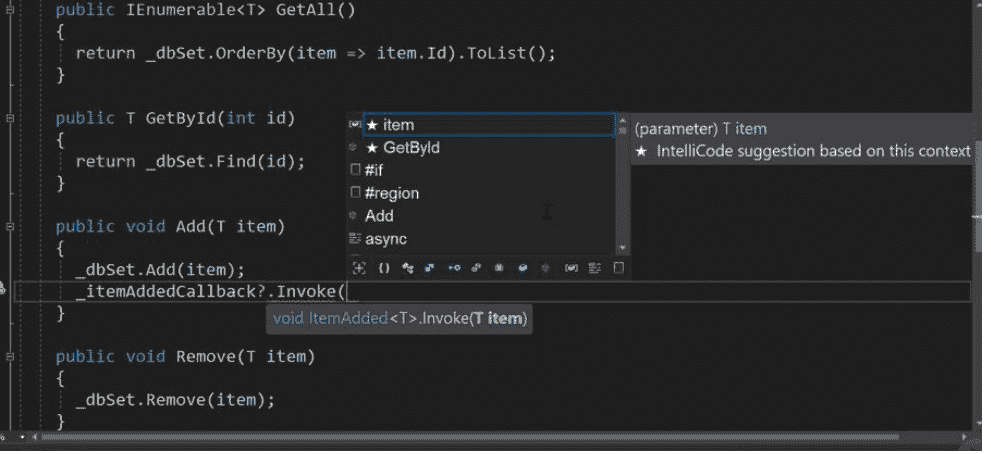 public IEnumerable<T> GetAll()
{
return _dbSet.OrderBy(item => item.Id).ToList();
}
public T GetById(int id)
{
return _dbSet.Find(id);
}
★ item
★ GetById
#if
#region
Add
async
(parameter) T item
★ IntelliCode suggestion based on this context
public void Add(T item)
{
_dbSet.Add(item);
_itemAddedCallback?.Invoke(
}
void ItemAdded<T>.Invoke(T item)
public void Remove(T item)
{
_dbSet.Remove(item);
}
%